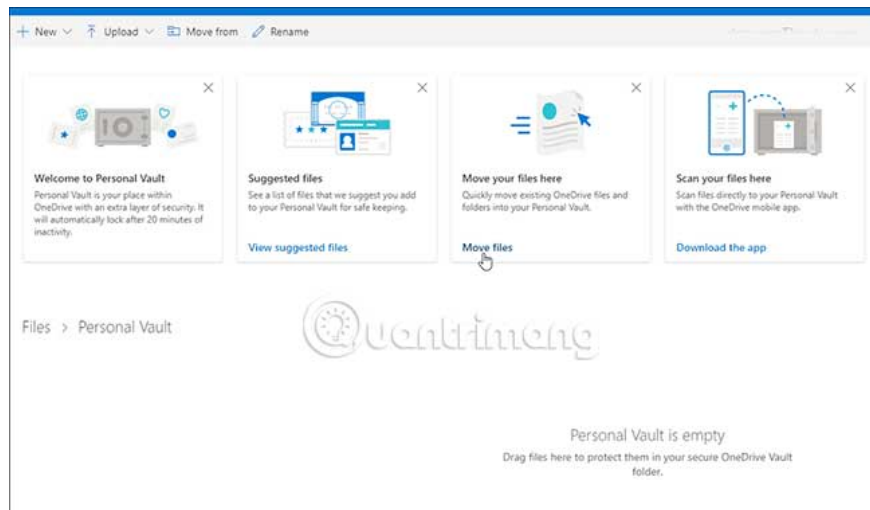 New Upload Move from Rename
Welcome to Personal Vault
Personal Vault is your place within
OneDrive with an extra layer of security. It
will automatically lock after 20 minutes of
inactivity.
Suggested files
See a list of files that we suggest you add
to your Personal Vault for safe keeping.
View suggested files
Move your files here
Quickly move existing OneDrive files and
folders into your Personal Vault.
Move files
Scan your files here
Scan files directly to your Personal Vault
with the OneDrive mobile app.
Download the app
Files > Personal Vault
Quantrimang
Personal Vault is empty
Drag files here to protect them in your secure OneDrive Vault
folder.